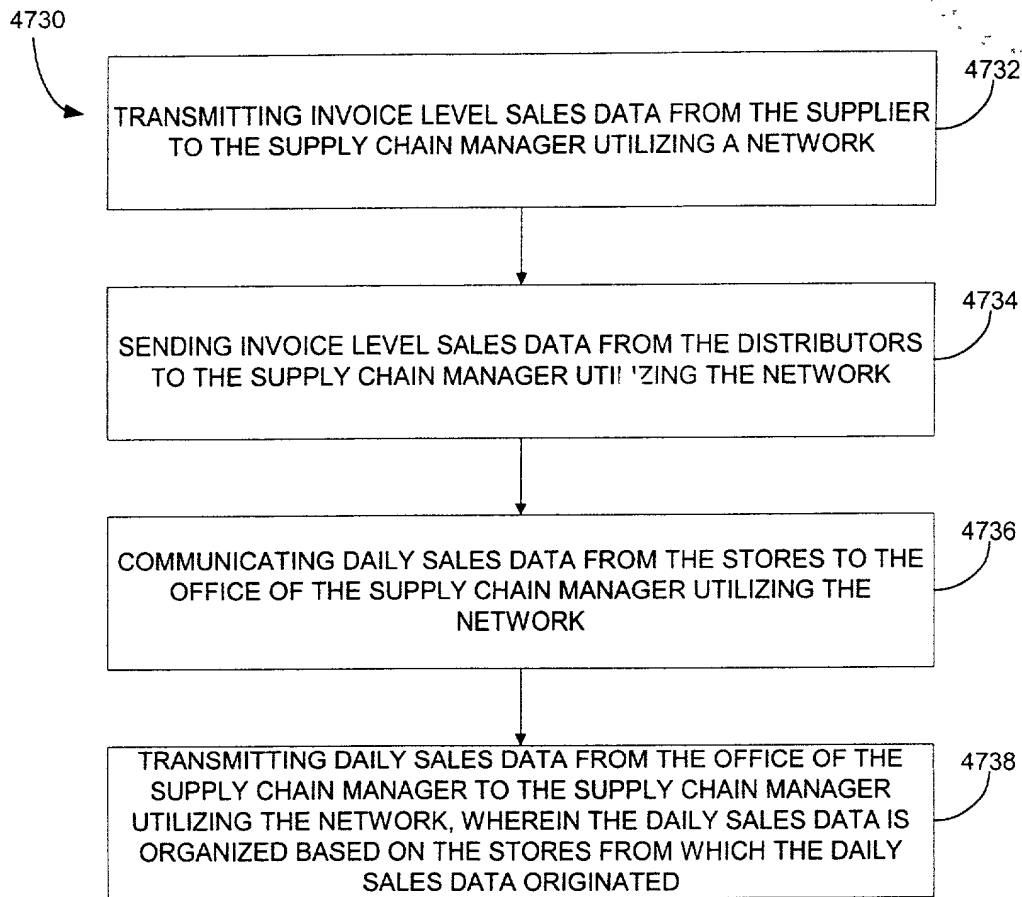 4730
4732
TRANSMITTING INVOICE LEVEL SALES DATA FROM THE SUPPLIER
TO THE SUPPLY CHAIN MANAGER UTILIZING A NETWORK
4734
SENDING INVOICE LEVEL SALES DATA FROM THE DISTRIBUTORS
TO THE SUPPLY CHAIN MANAGER UTILIZING THE NETWORK
4736
COMMUNICATING DAILY SALES DATA FROM THE STORES TO THE
OFFICE OF THE SUPPLY CHAIN MANAGER UTILIZING THE
NETWORK
4738
TRANSMITTING DAILY SALES DATA FROM THE OFFICE OF THE
SUPPLY CHAIN MANAGER TO THE SUPPLY CHAIN MANAGER
UTILIZING THE NETWORK, WHEREIN THE DAILY SALES DATA IS
ORGANIZED BASED ON THE STORES FROM WHICH THE DAILY
SALES DATA ORIGINATED